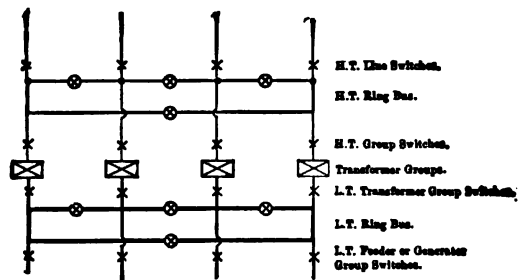 H.T. Line Switches.
H.T. Ring Bus.
H.T. Group Switches.
Transformer Groups.
L.T. Transformer Group Switches.
L.T. Ring Bus.
L.T. Feeder or Generator
Group Switches.